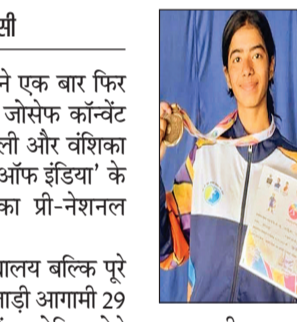 सी
ने एक बार फिर
जोसेफ कॉन्वेंट
ली और वंशिका
ऑफ इंडिया' के
का प्री-नेशनल
यालय बल्कि पूरे
नाड़ी आगामी 29